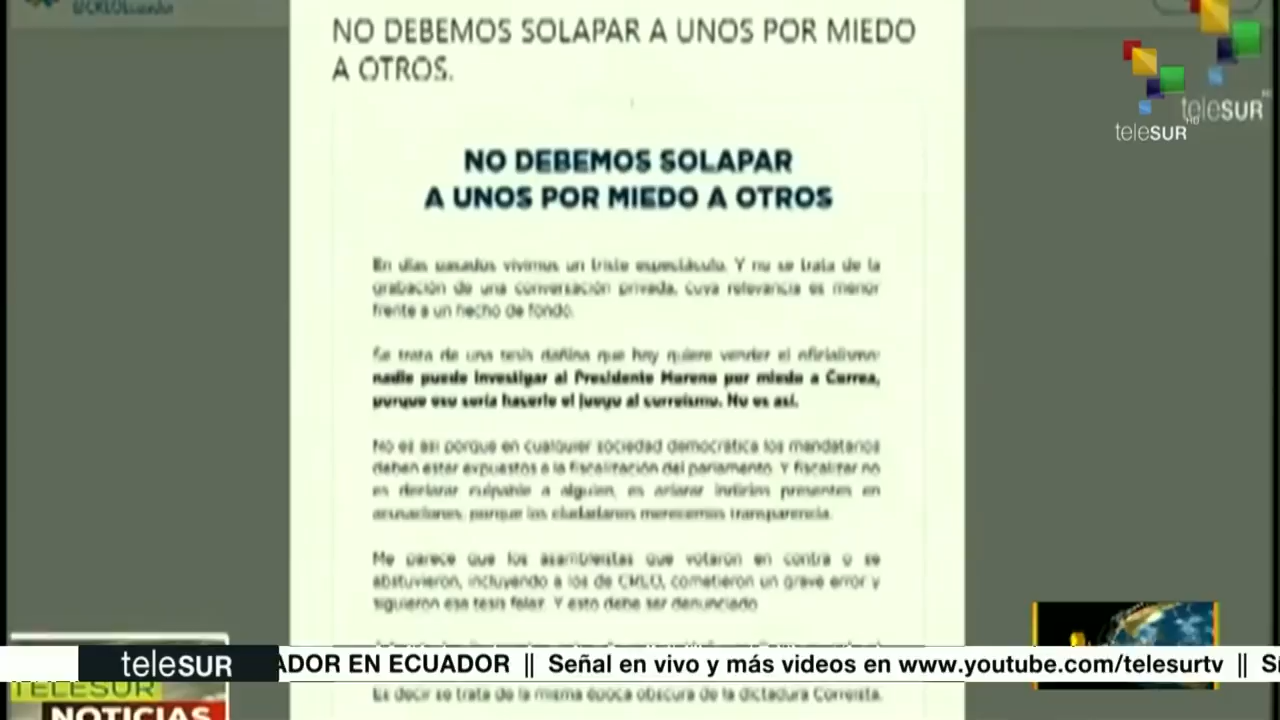 @CREOEcuador
NO DEBEMOS SOLAPAR A UNOS POR MIEDO
A OTROS.
NO DEBEMOS SOLAPAR
A UNOS POR MIEDO A OTROS
En días pasados vivimos un triste espectáculo. Y no se trata de la
grabación de una conversación privada, cuya relevancia es menor
frente a un hecho de fondo.
Se trata de una tesis dañina que hoy quiere vender el oficialismo:
nadie puede investigar al Presidente Moreno por miedo a Correa,
porque eso sería hacerle el juego al correísmo. No es así.
No es así porque en cualquier sociedad democrática los mandatarios
deben estar expuestos a la fiscalización del parlamento. Y fiscalizar no
es declarar culpable a alguien, es aclarar indicios presentes en
acusaciones, porque los ciudadanos merecemos transparencia.
Me parece que los asambleístas que votaron en contra o se
abstuvieron, incluyendo a los de CREO, cometieron un grave error y
siguieron esa tesis falaz. Y esto debe ser denunciado
Es decir se trata de la misma época obscura de la dictadura Correista.
teleSUR
HD
teleSUR
HD
teleSUR
ADOR EN ECUADOR || Señal en vivo y más videos en www.youtube.com/telesurtv || Si
TELESUR
NOTICIAS